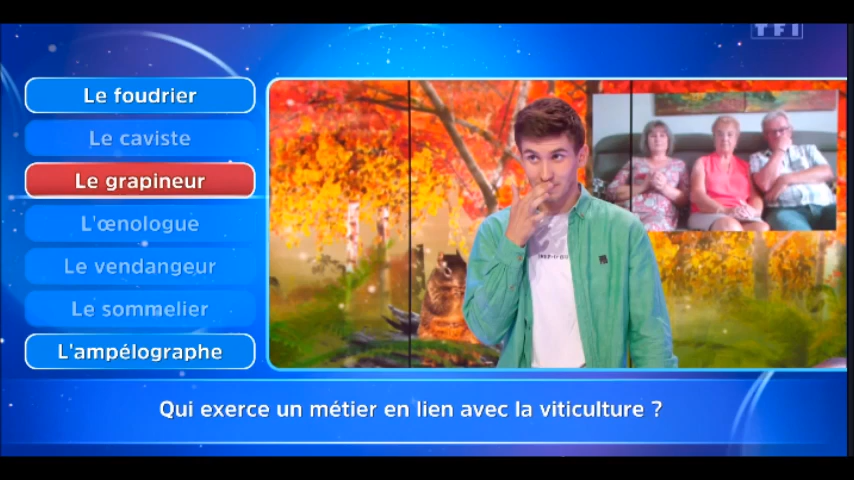 TF1
Le foudrier
Le caviste
Le grapineur
L'œnologue
Le vendangeur
Le sommelier
L'ampélographe
Qui exerce un métier en lien avec la viticulture ?